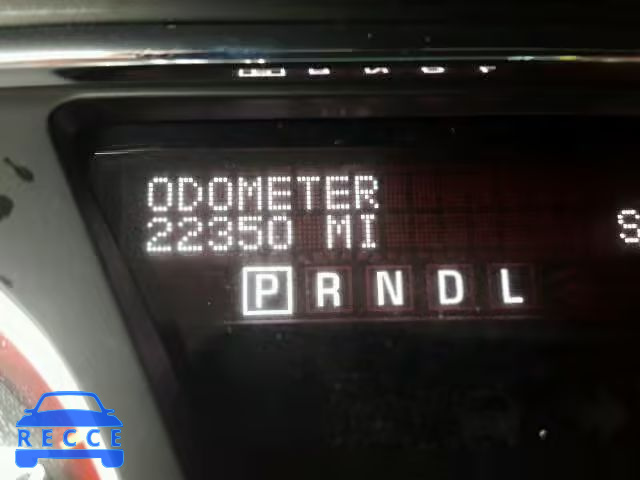 ODOMETER
22350 MI
S
P R N D L
RECCE